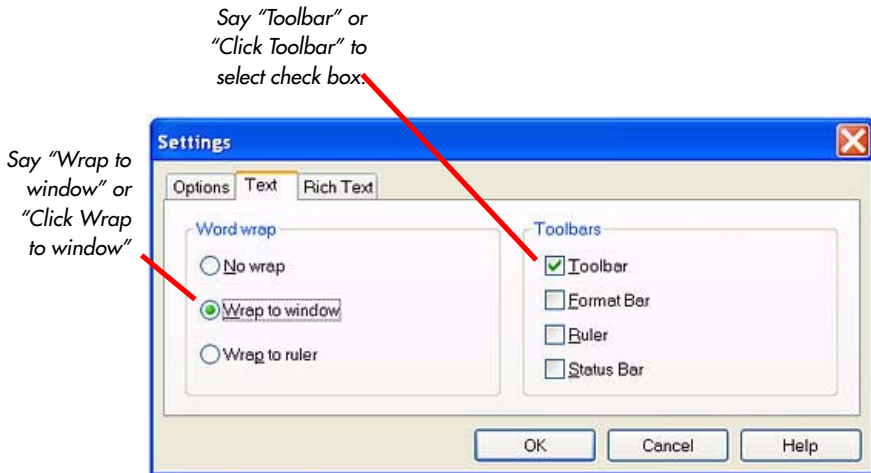 Say “Toolbar” or
“Click Toolbar” to
select check box.
Say “Wrap to
window” or
“Click Wrap
to window”
Settings
Options Text Rich Text
Word wrap
No wrap
Wrap to window
Wrap to ruler
Toolbars
Toolbar
Format Bar
Ruler
Status Bar
OK Cancel Help